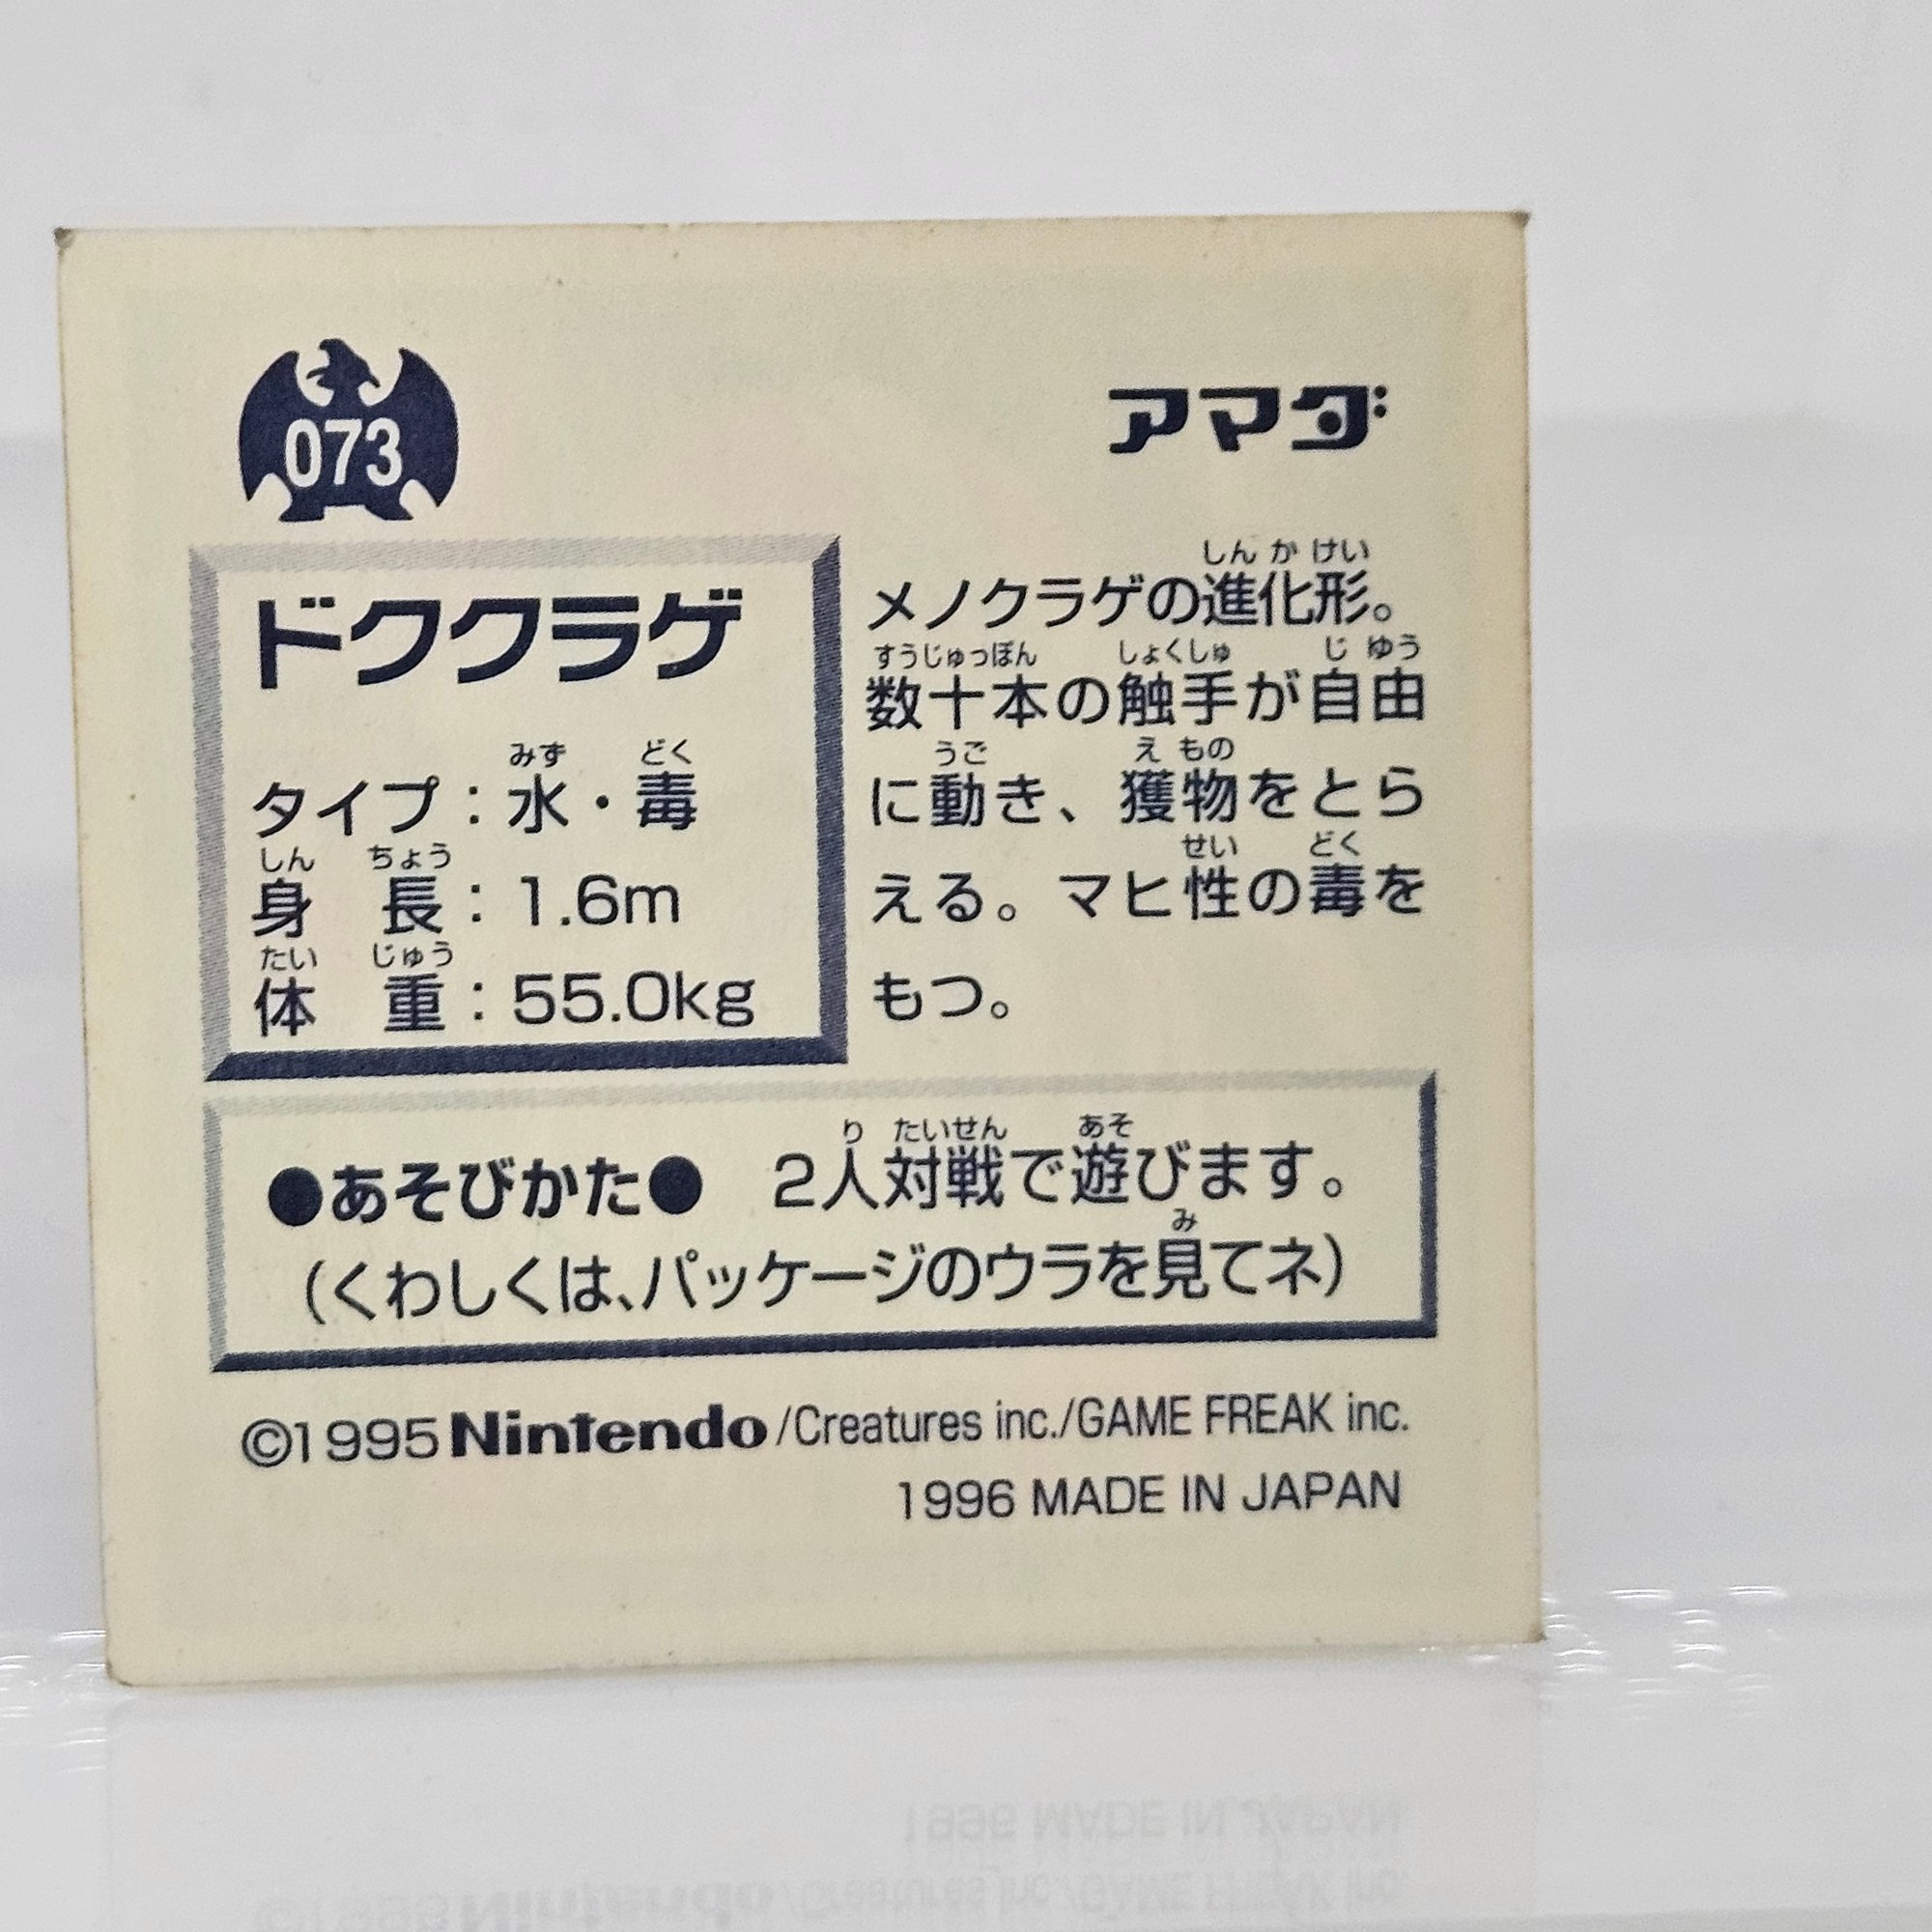 073
アマダ
ドククラゲ
タイプ：水・毒
身長：1.6m
体重：55.0kg
メノクラゲの進化形。
数十本の触手が自由
に動き、獲物をとら
える。マヒ性の毒を
もつ。
●あそびかた● 2人対戦で遊びます。
(くわしくは、パッケージのウラを見てネ)
©1995 Nintendo/Creatures inc./GAME FREAK inc.
1996 MADE IN JAPAN